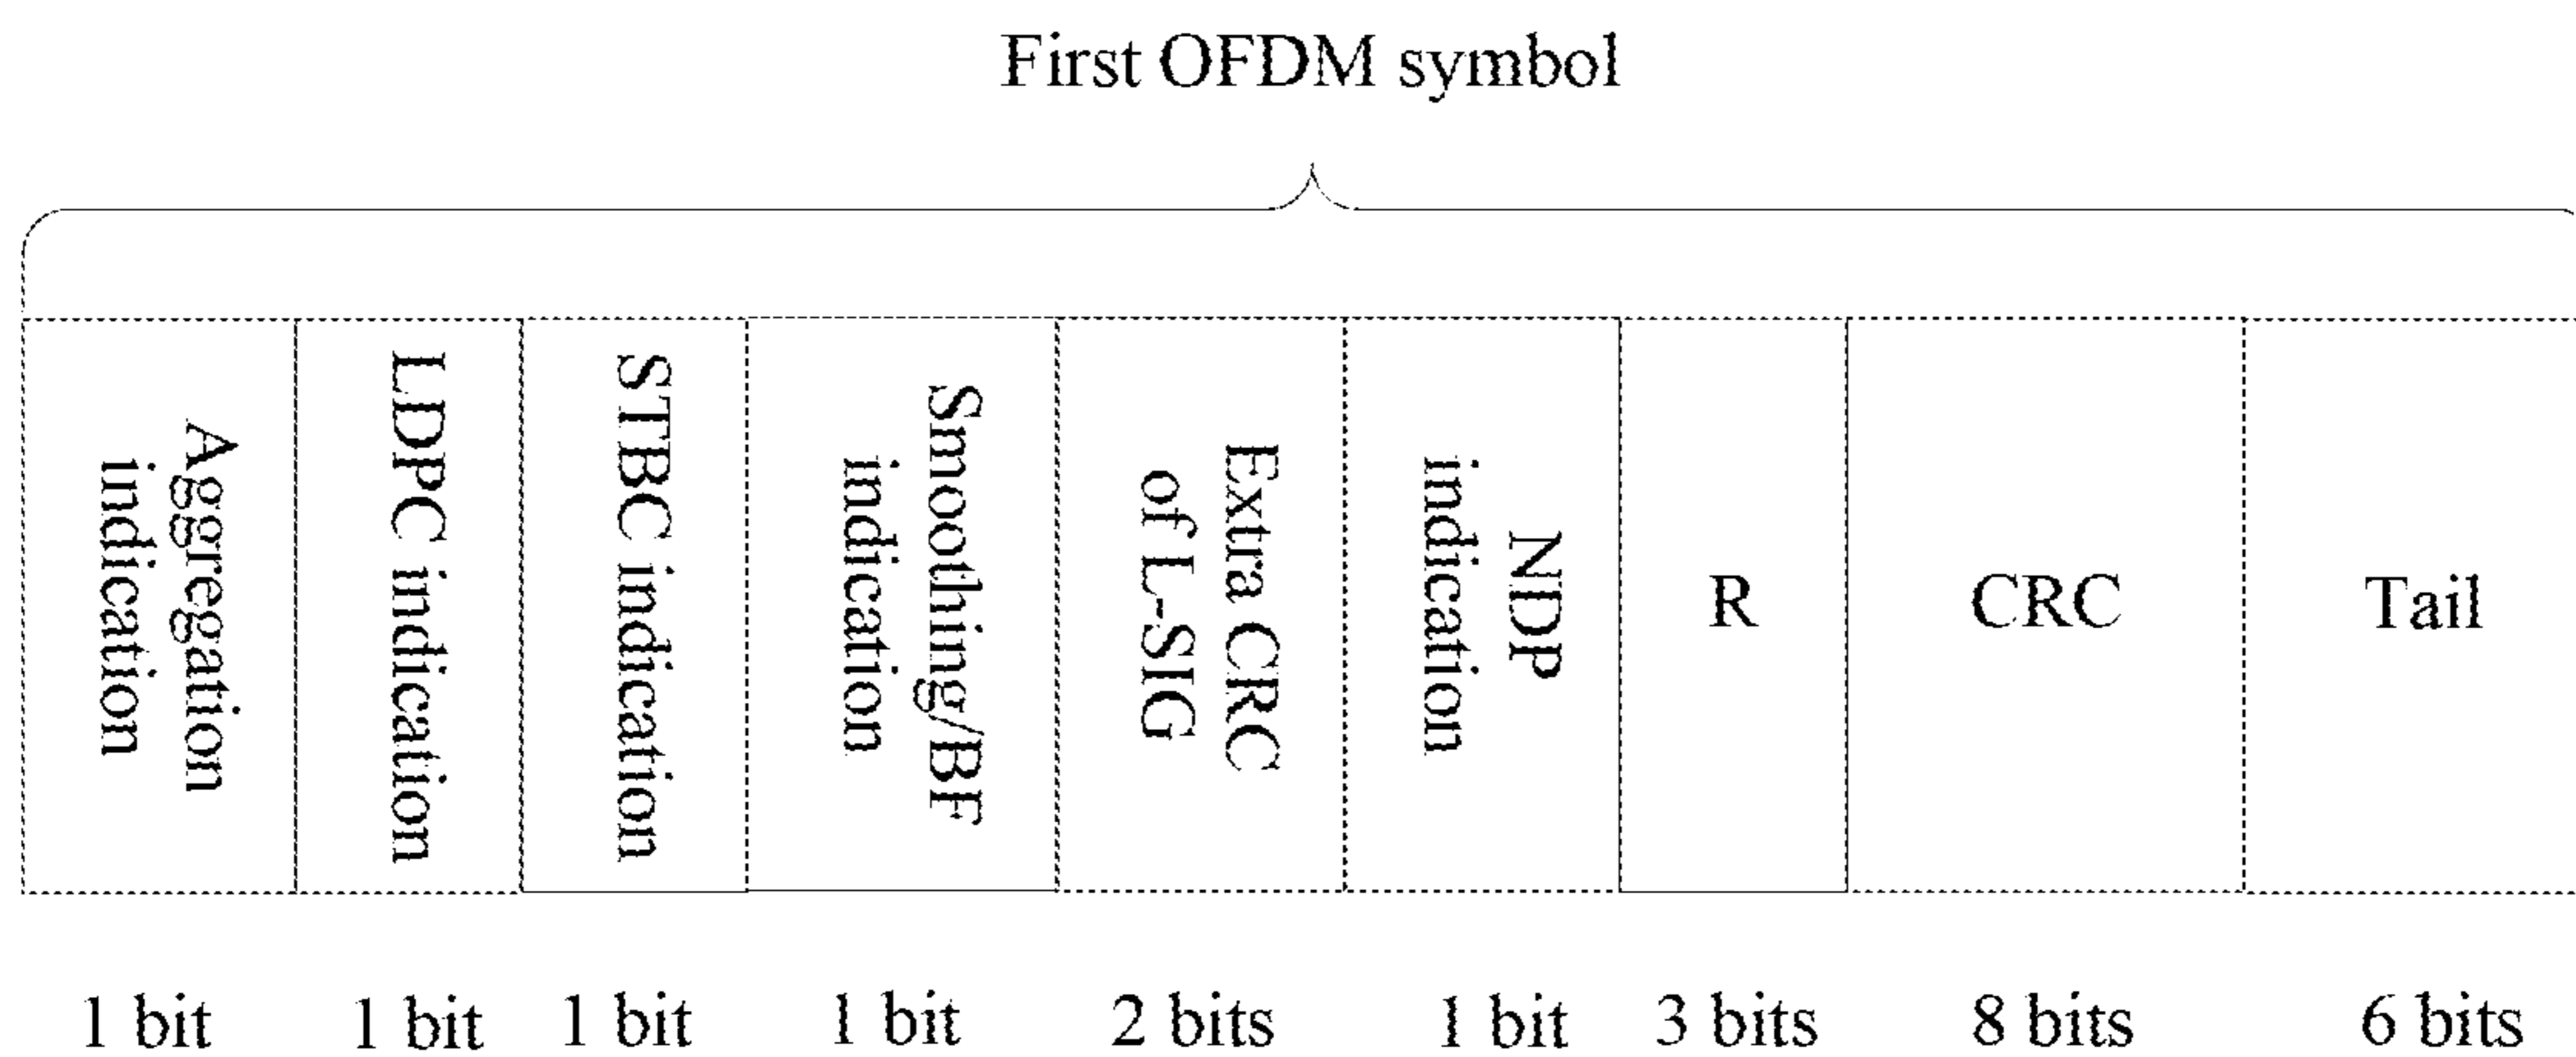 First OFDM symbol
Aggregation
indication
LDPC indication
STBC indication
Smoothing/BF
indication
Extra CRC
of L-SIG
NDP
indication
R
CRC
Tail
1 bit
1 bit
1 bit
1 bit
2 bits
1 bit
3 bits
8 bits
6 bits